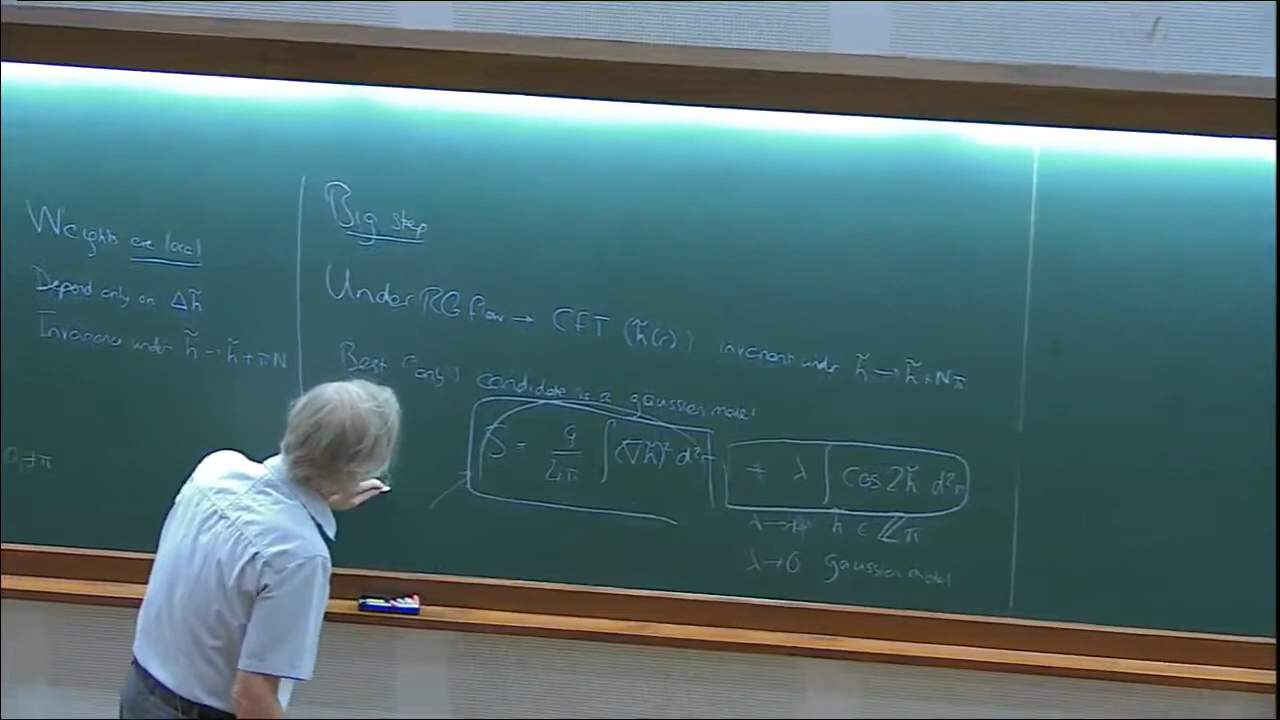 Weights are local
Depend only on Δh̃
Invariance under h̃ → h̃ + πN
Big step
Under RG flow → CFT (h̃(r)) invariant under h̃ → h̃ + Nπ
Best (only) candidate is a gaussian model
S = g/4π ∫ (∇h̃)² d²r + λ ∫ cos 2h̃ d²r
λ → h ∈ ℤπ
λ → 0 gaussian model